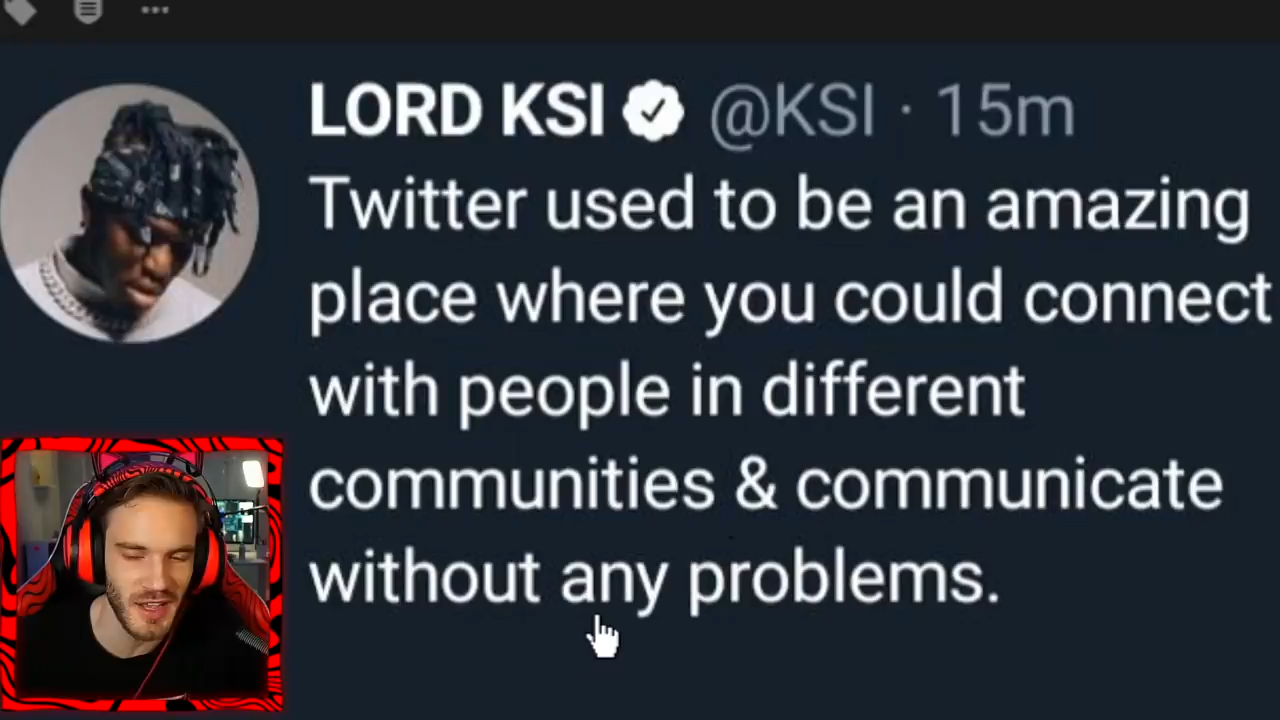 LORD KSI @KSI · 15m
Twitter used to be an amazing
place where you could connect
with people in different
communities & communicate
without any problems.